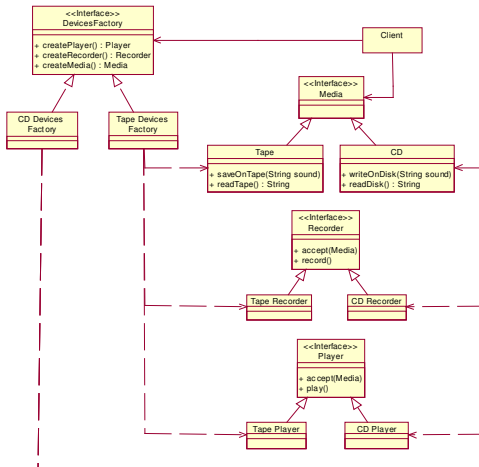 <<Interface>>
DevicesFactory
+ createPlayer() : Player
+ createRecorder() : Recorder
+ createMedia() : Media
Client
<<Interface>>
Media
CD Devices
Factory
Tape Devices
Factory
Tape
+ saveOnTape(String sound)
+ readTape() : String
CD
+ writeOnDisk(String sound)
+ readDisk() : String
<<Interface>>
Recorder
+ accept(Media)
+ record()
Tape Recorder
CD Recorder
<<Interface>>
Player
+ accept(Media)
+ play()
Tape Player
CD Player